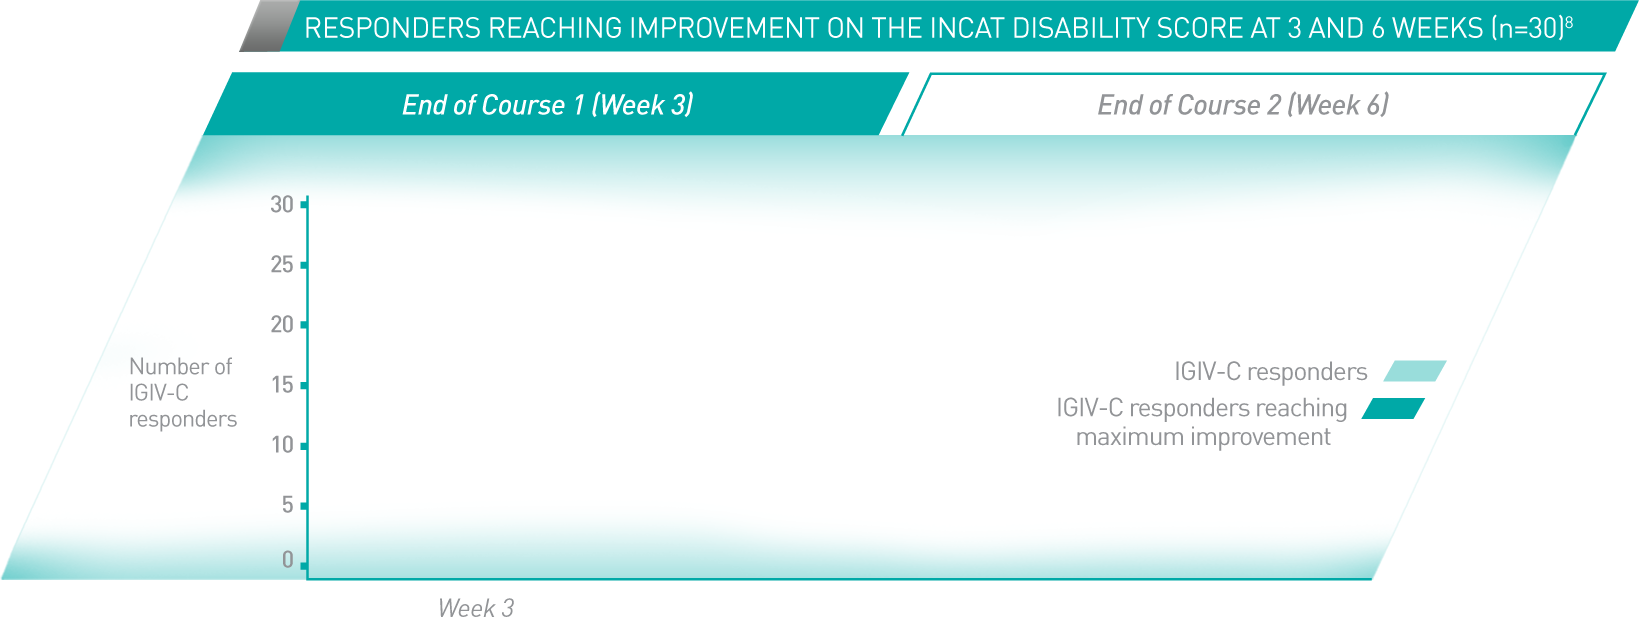 RESPONDERS REACHING IMPROVEMENT ON THE INCAT DISABILITY SCORE AT 3 AND 6 WEEKS (n=30)⁸
End of Course 1 (Week 3)
End of Course 2 (Week 6)
30
25
20
15
10
5
0
Number of
IGIV-C
responders
IGIV-C responders
IGIV-C responders reaching
maximum improvement
Week 3